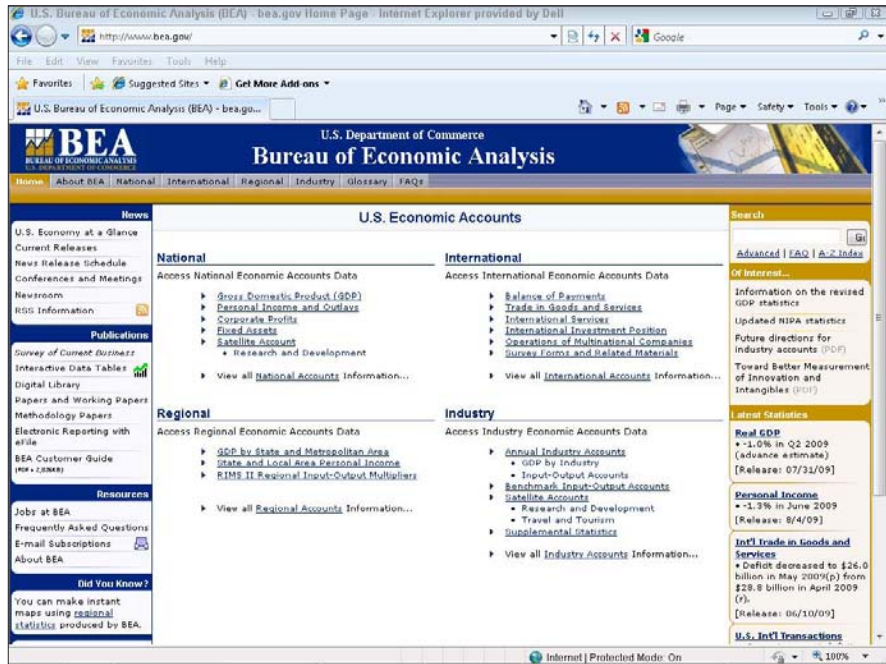 U.S. Bureau of Economic Analysis (BEA) - bea.gov Home Page - Internet Explorer provided by Dell
http://www.bea.gov/
Google
File Edit View Favorites Tools Help
Favorites Suggested Sites Get More Add-ons
U.S. Bureau of Economic Analysis (BEA) - bea.go...
Page Safety Tools
BEA
BUREAU OF ECONOMIC ANALYSIS
U.S. DEPARTMENT OF COMMERCE
U.S. Department of Commerce
Bureau of Economic Analysis
Home About BEA National International Regional Industry Glossary FAQs
News
U.S. Economy at a Glance
Current Releases
News Release Schedule
Conferences and Meetings
Newsroom
RSS Information
Publications
Survey of Current Business
Interactive Data Tables
Digital Library
Papers and Working Papers
Methodology Papers
Electronic Reporting with
eFile
BEA Customer Guide
Resources
Jobs at BEA
Frequently Asked Questions
E-mail Subscriptions
About BEA
Did You Know?
You can make instant
maps using regional
statistics produced by BEA.
U.S. Economic Accounts
National
Access National Economic Accounts Data
Gross Domestic Product (GDP)
Personal Income and Outlays
Corporate Profits
Fixed Assets
Satellite Account
• Research and Development
View all National Accounts Information...
International
Access International Economic Accounts Data
Balance of Payments
Trade in Goods and Services
International Services
International Investment Position
Operations of Multinational Companies
Survey Forms and Related Materials
View all International Accounts Information...
Regional
Access Regional Economic Accounts Data
GDP by State and Metropolitan Area
State and Local Area Personal Income
RIMS II Regional Input-Output Multipliers
View all Regional Accounts Information...
Industry
Access Industry Economic Accounts Data
Annual Industry Accounts
• GDP by Industry
• Input-Output Accounts
Benchmark Input-Output Accounts
Satellite Accounts
• Research and Development
• Travel and Tourism
Supplemental Statistics
View all Industry Accounts Information...
Search
Advanced | FAQ | A-Z Index
Of Interest...
Information on the revised
GDP statistics
Updated NIPA statistics
Future directions for
industry accounts (PDF)
Toward Better Measurement
of Innovation and
Intangibles (PDF)
Latest Statistics
Real GDP
• -1.0% in Q2 2009
(advance estimate)
[Release: 07/31/09]
Personal Income
• -1.3% in June 2009
[Release: 8/4/09]
Int'l Trade in Goods and
Services
• Deficit decreased to $26.0
billion in May 2009(p) from
$28.8 billion in April 2009
(r).
[Release: 06/10/09]
U.S. Int'l Transactions
Internet | Protected Mode: On
100%